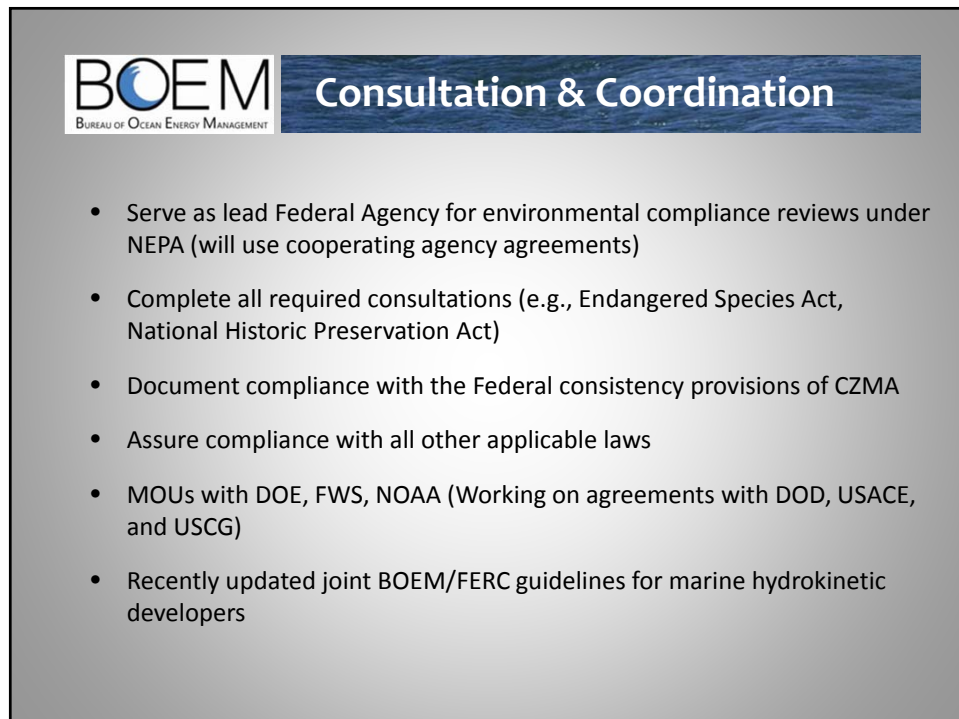 BOEM
BUREAU OF OCEAN ENERGY MANAGEMENT
Consultation & Coordination
• Serve as lead Federal Agency for environmental compliance reviews under
NEPA (will use cooperating agency agreements)
• Complete all required consultations (e.g., Endangered Species Act,
National Historic Preservation Act)
• Document compliance with the Federal consistency provisions of CZMA
• Assure compliance with all other applicable laws
• MOUs with DOE, FWS, NOAA (Working on agreements with DOD, USACE,
and USCG)
• Recently updated joint BOEM/FERC guidelines for marine hydrokinetic
developers